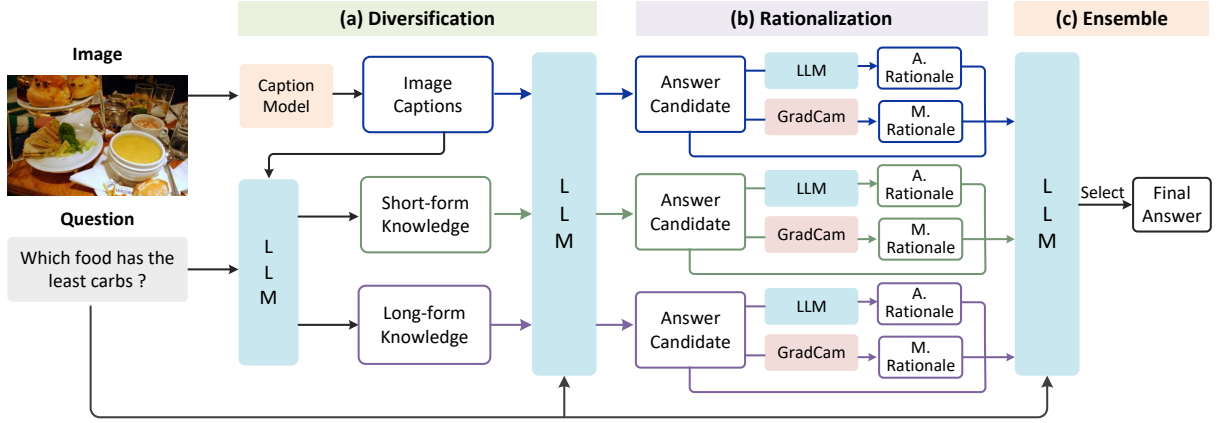 (a) Diversification
(b) Rationalization
(c) Ensemble
Image
Caption
Model
Image
Captions
L
L
M
Answer
Candidate
LLM
A.
Rationale
GradCam
M.
Rationale
L
L
M
Select
Final
Answer
Question
Which food has the
least carbs ?
L
L
M
Short-form
Knowledge
Answer
Candidate
LLM
A.
Rationale
GradCam
M.
Rationale
Long-form
Knowledge
Answer
Candidate
LLM
A.
Rationale
GradCam
M.
Rationale